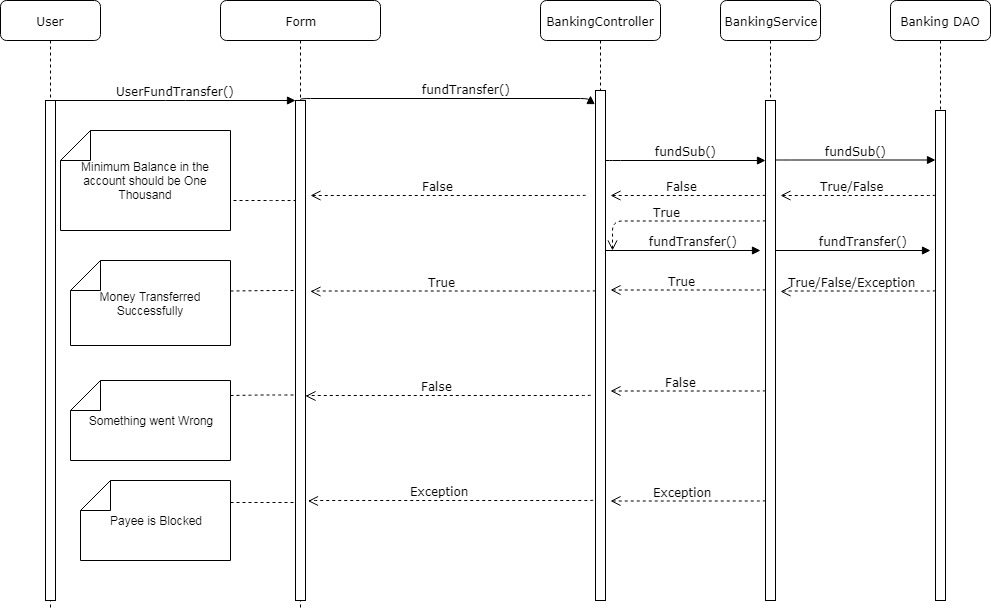 User
Form
BankingController
BankingService
Banking DAO
UserFundTransfer()
fundTransfer()
Minimum Balance in the
account should be One
Thousand
fundSub()
fundSub()
False
False
True/False
True
fundTransfer()
fundTransfer()
Money Transferred
Successfully
True
True
True/False/Exception
Something went Wrong
False
False
Payee is Blocked
Exception
Exception